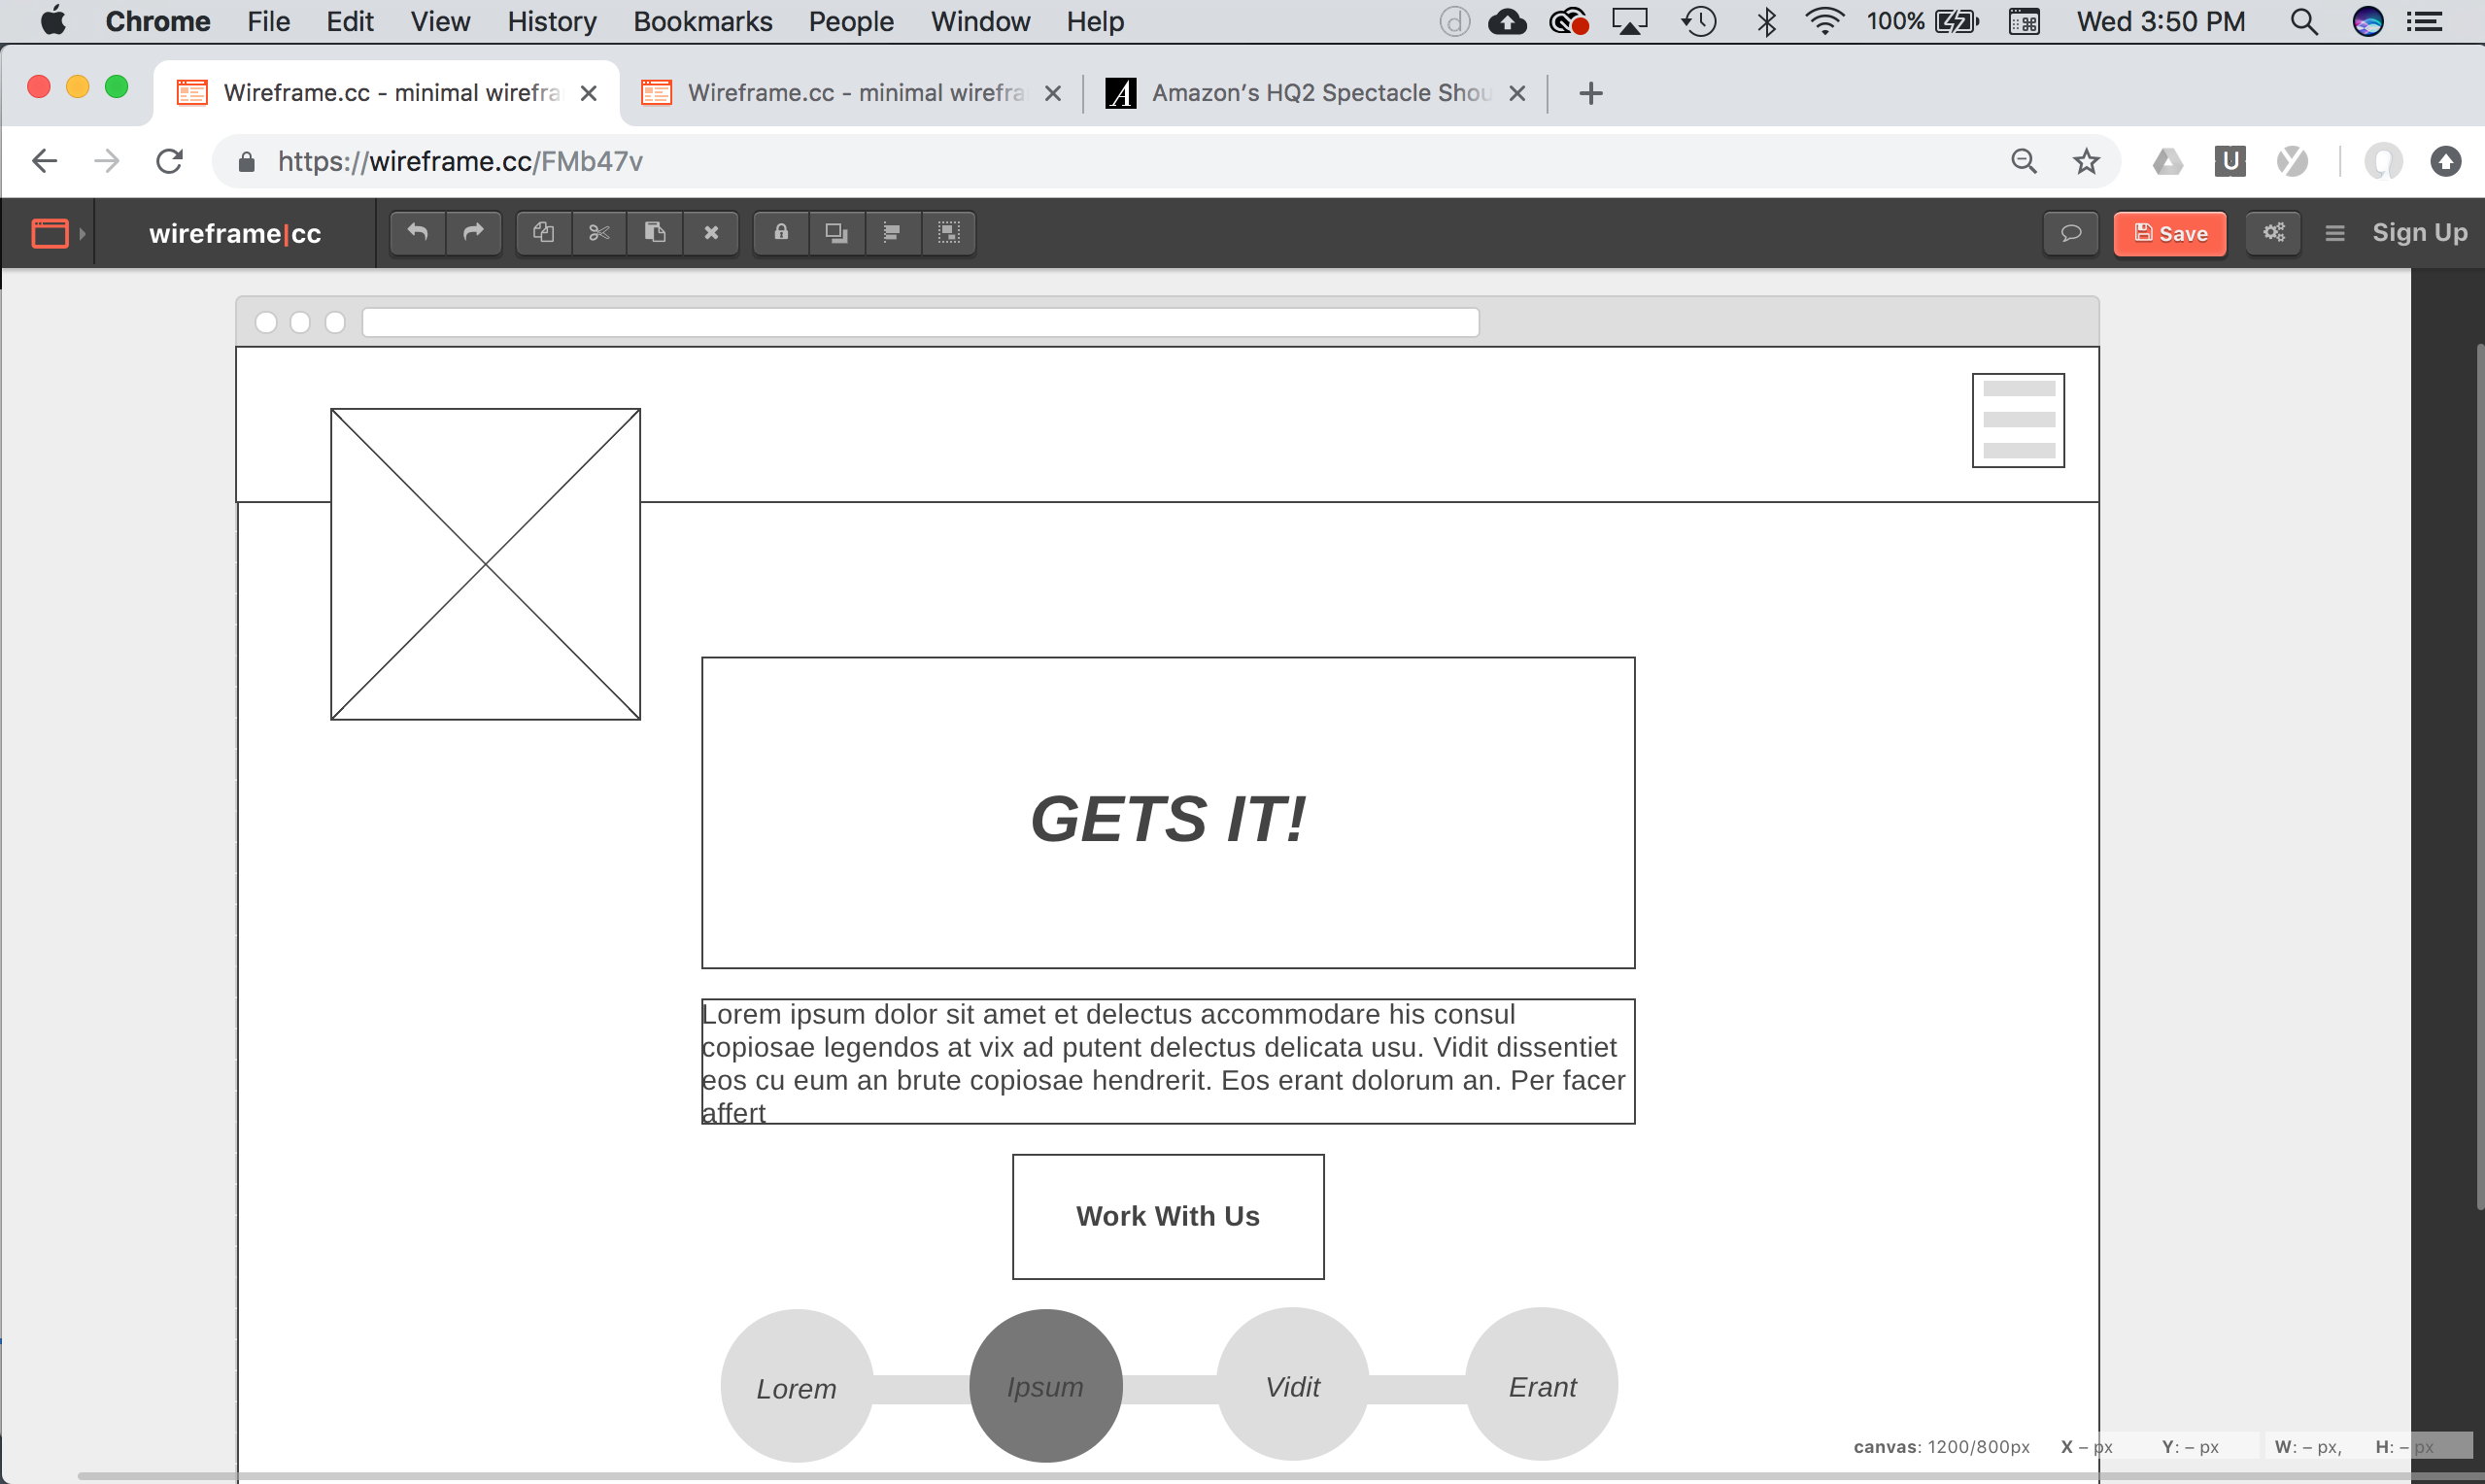 Chrome File Edit View History Bookmarks People Window Help 100% Wed 3:50 PM
Wireframe.cc - minimal wirefra Wireframe.cc - minimal wirefra Amazon's HQ2 Spectacle Shou
https://wireframe.cc/FMb47v
wireframe|cc Save Sign Up
GETS IT!
Lorem ipsum dolor sit amet et delectus accommodare his consul
copiosae legendos at vix ad putent delectus delicata usu. Vidit dissentiet
eos cu eum an brute copiosae hendrerit. Eos erant dolorum an. Per facer
affert
Work With Us
Lorem Ipsum Vidit Erant
canvas: 1200/800px X – px Y: – px W: – px, H: – px